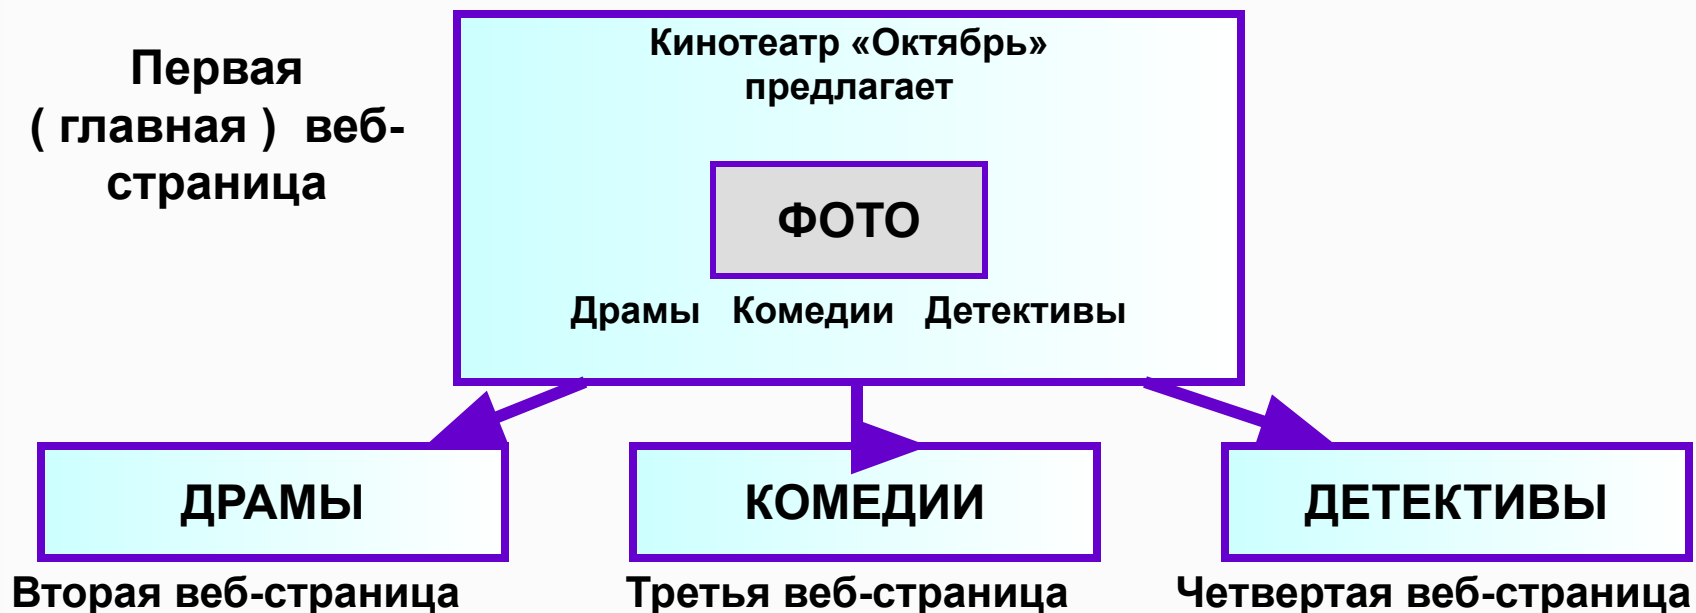 Первая
( главная ) веб-
страница
Кинотеатр «Октябрь»
предлагает
ФОТО
Драмы Комедии Детективы
ДРАМЫ
КОМЕДИИ
ДЕТЕКТИВЫ
Вторая веб-страница
Третья веб-страница
Четвертая веб-страница